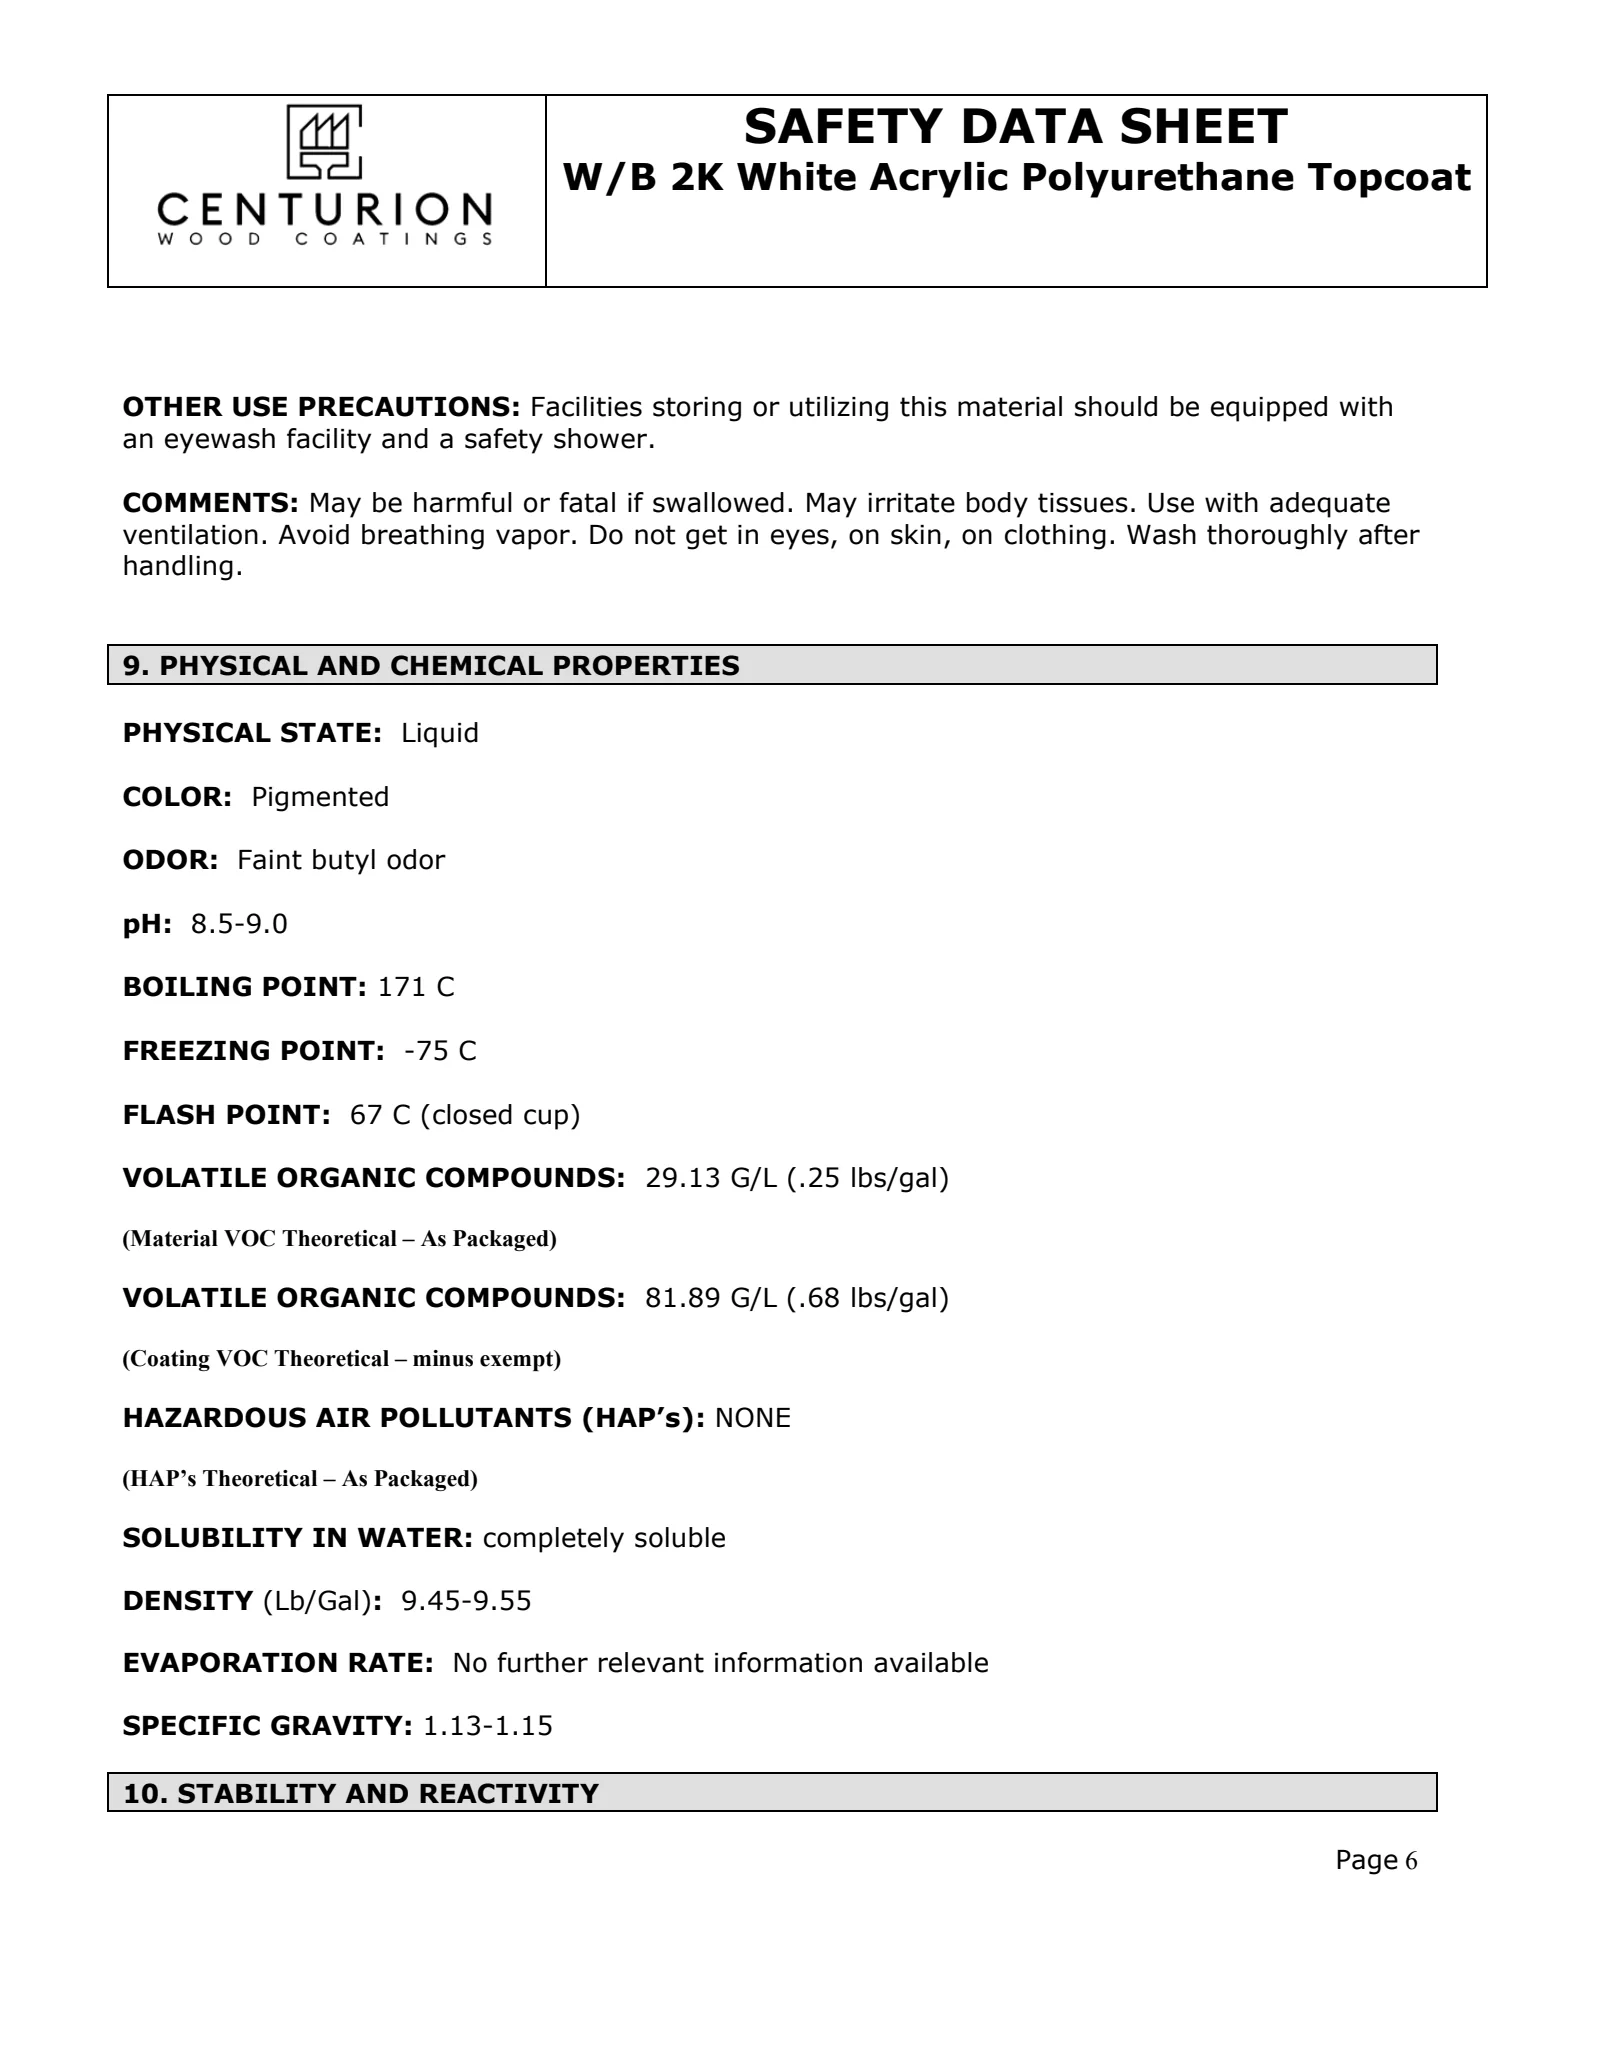 CENTURION
WOOD COATINGS
SAFETY DATA SHEET
W/B 2K White Acrylic Polyurethane Topcoat
OTHER USE PRECAUTIONS: Facilities storing or utilizing this material should be equipped with
an eyewash facility and a safety shower.
COMMENTS: May be harmful or fatal if swallowed. May irritate body tissues. Use with adequate
ventilation. Avoid breathing vapor. Do not get in eyes, on skin, on clothing. Wash thoroughly after
handling.
9. PHYSICAL AND CHEMICAL PROPERTIES
PHYSICAL STATE: Liquid
COLOR: Pigmented
ODOR: Faint butyl odor
pH: 8.5-9.0
BOILING POINT: 171 C
FREEZING POINT: -75 C
FLASH POINT: 67 C (closed cup)
VOLATILE ORGANIC COMPOUNDS: 29.13 G/L (.25 lbs/gal)
(Material VOC Theoretical – As Packaged)
VOLATILE ORGANIC COMPOUNDS: 81.89 G/L (.68 lbs/gal)
(Coating VOC Theoretical – minus exempt)
HAZARDOUS AIR POLLUTANTS (HAP’s): NONE
(HAP’s Theoretical – As Packaged)
SOLUBILITY IN WATER: completely soluble
DENSITY (Lb/Gal): 9.45-9.55
EVAPORATION RATE: No further relevant information available
SPECIFIC GRAVITY: 1.13-1.15
10. STABILITY AND REACTIVITY
Page 6